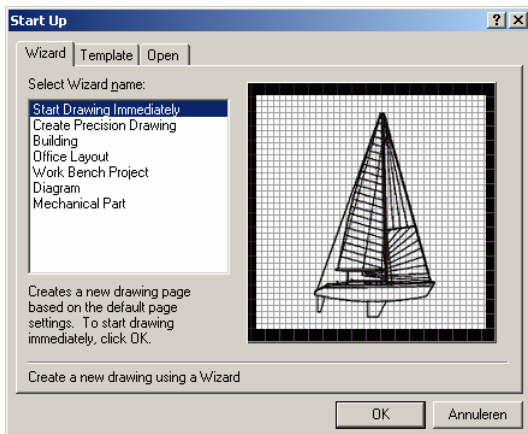 Start Up
Wizard Template Open
Select Wizard name:
Start Drawing Immediately
Create Precision Drawing
Building
Office Layout
Work Bench Project
Diagram
Mechanical Part
Creates a new drawing page
based on the default page
settings. To start drawing
immediately, click OK.
Create a new drawing using a Wizard
OK Annuleren